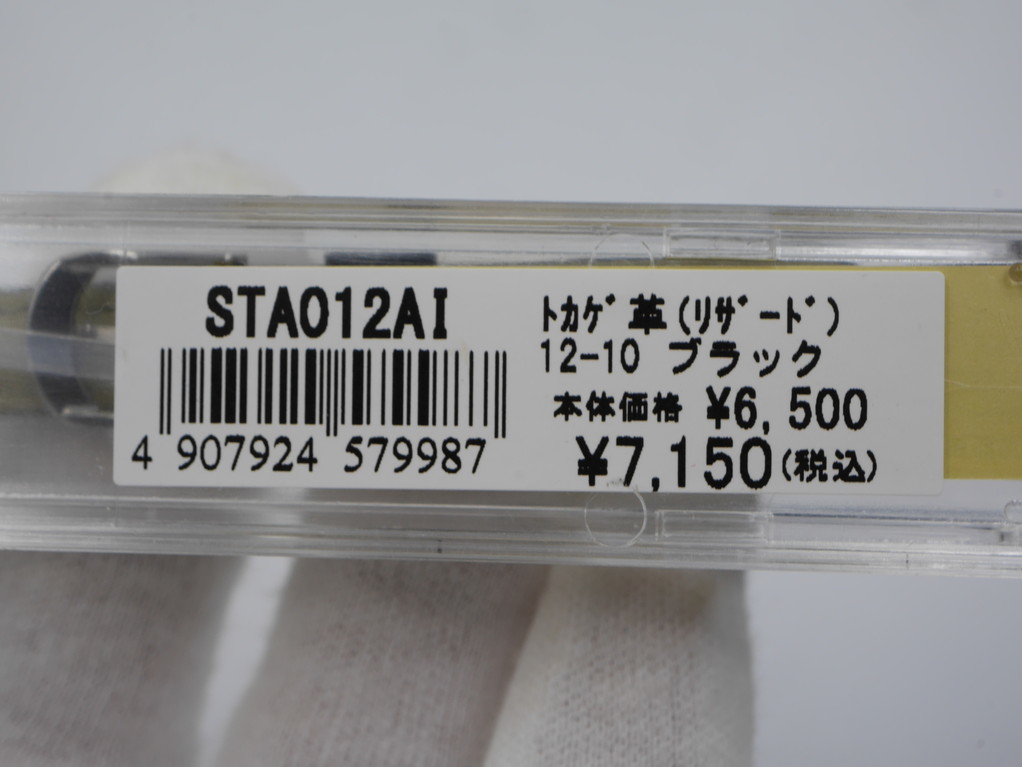 STA012AI
4 907924 579987
ﾄｶｹﾞ革(ﾘｻﾞｰﾄﾞ)
12-10 ブラック
本体価格 ¥6,500
¥7,150(税込)